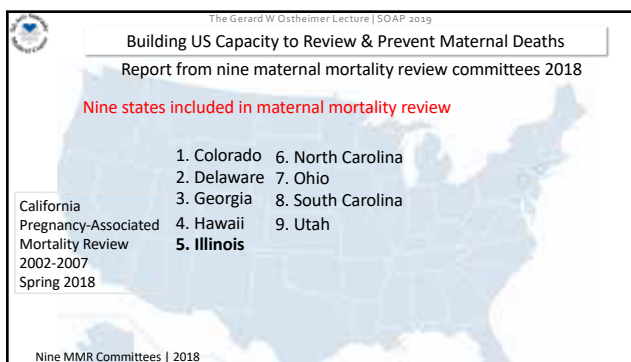 The Gerard W Ostheimer Lecture | SOAP 2019
Building US Capacity to Review & Prevent Maternal Deaths
Report from nine maternal mortality review committees 2018
Nine states included in maternal mortality review
1. Colorado
2. Delaware
3. Georgia
4. Hawaii
5. Illinois
6. North Carolina
7. Ohio
8. South Carolina
9. Utah
California
Pregnancy-Associated
Mortality Review
2002-2007
Spring 2018
Nine MMR Committees | 2018